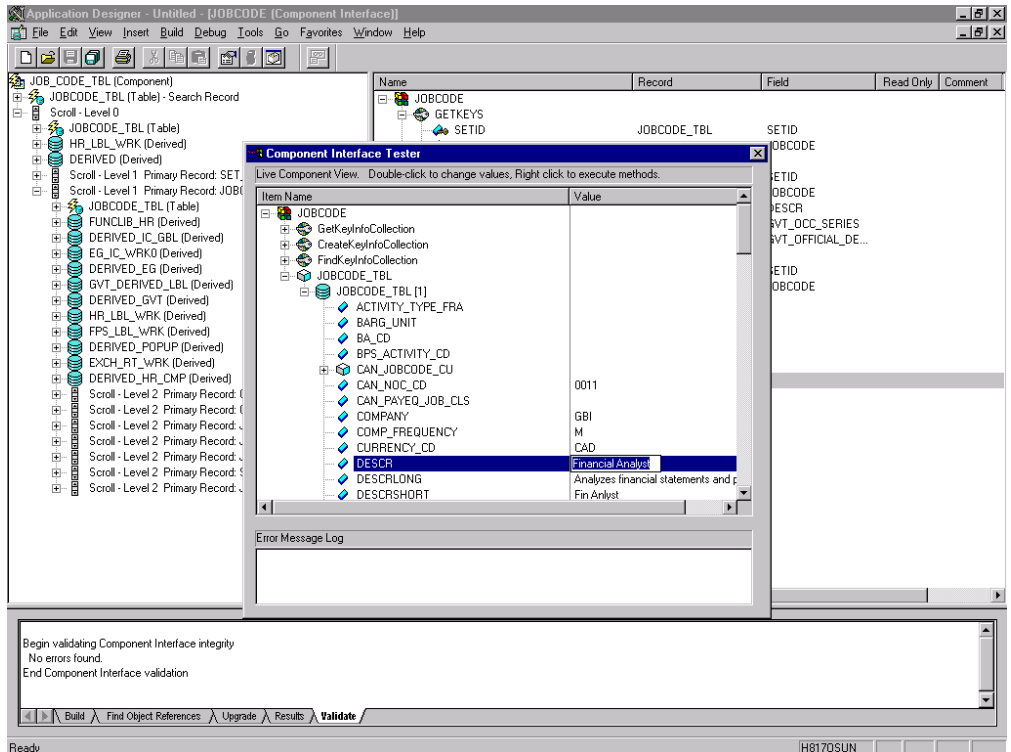 Application Designer - Untitled - [JOBCODE (Component Interface)]
File Edit View Insert Build Debug Tools Go Favorites Window Help
JOB_CODE_TBL (Component)
JOBCODE_TBL (Table) - Search Record
Scroll - Level 0
JOBCODE_TBL (Table)
HR_LBL_WRK (Derived)
DERIVED (Derived)
Scroll - Level 1 Primary Record: SET_
Scroll - Level 1 Primary Record: JOB
JOBCODE_TBL (Table)
FUNCLIB_HR (Derived)
DERIVED_IC_GBL (Derived)
EG_IC_WRK0 (Derived)
DERIVED_EG (Derived)
GVT_DERIVED_LBL (Derived)
DERIVED_GVT (Derived)
HR_LBL_WRK (Derived)
FPS_LBL_WRK (Derived)
DERIVED_POPUP (Derived)
EXCH_RT_WRK (Derived)
DERIVED_HR_CMP (Derived)
Scroll - Level 2 Primary Record:
Scroll - Level 2 Primary Record:
Scroll - Level 2 Primary Record:
Scroll - Level 2 Primary Record:
Scroll - Level 2 Primary Record:
Scroll - Level 2 Primary Record:
Scroll - Level 2 Primary Record:
Name Record Field Read Only Comment
JOBCODE
GETKEYS
SETID JOBCODE_TBL SETID
JOBCODE
SETID
JOBCODE
DESCR
GVT_OCC_SERIES
GVT_OFFICIAL_DE...
SETID
JOBCODE
Component Interface Tester
Live Component View. Double-click to change values, Right click to execute methods.
Item Name Value
JOBCODE
GetKeyInfoCollection
CreateKeyInfoCollection
FindKeyInfoCollection
JOBCODE_TBL
JOBCODE_TBL [1]
ACTIVITY_TYPE_FRA
BARG_UNIT
BA_CD
BPS_ACTIVITY_CD
CAN_JOBCODE_CU
CAN_NOC_CD 0011
CAN_PAYEQ_JOB_CLS
COMPANY GBI
COMP_FREQUENCY M
CURRENCY_CD CAD
DESCR Financial Analyst
DESCRLONG Analyzes financial statements and p
DESCRSHORT Fin Anlyst
Error Message Log
Begin validating Component Interface integrity
No errors found.
End Component Interface validation
Build Find Object References Upgrade Results Validate
Ready H8170SUN